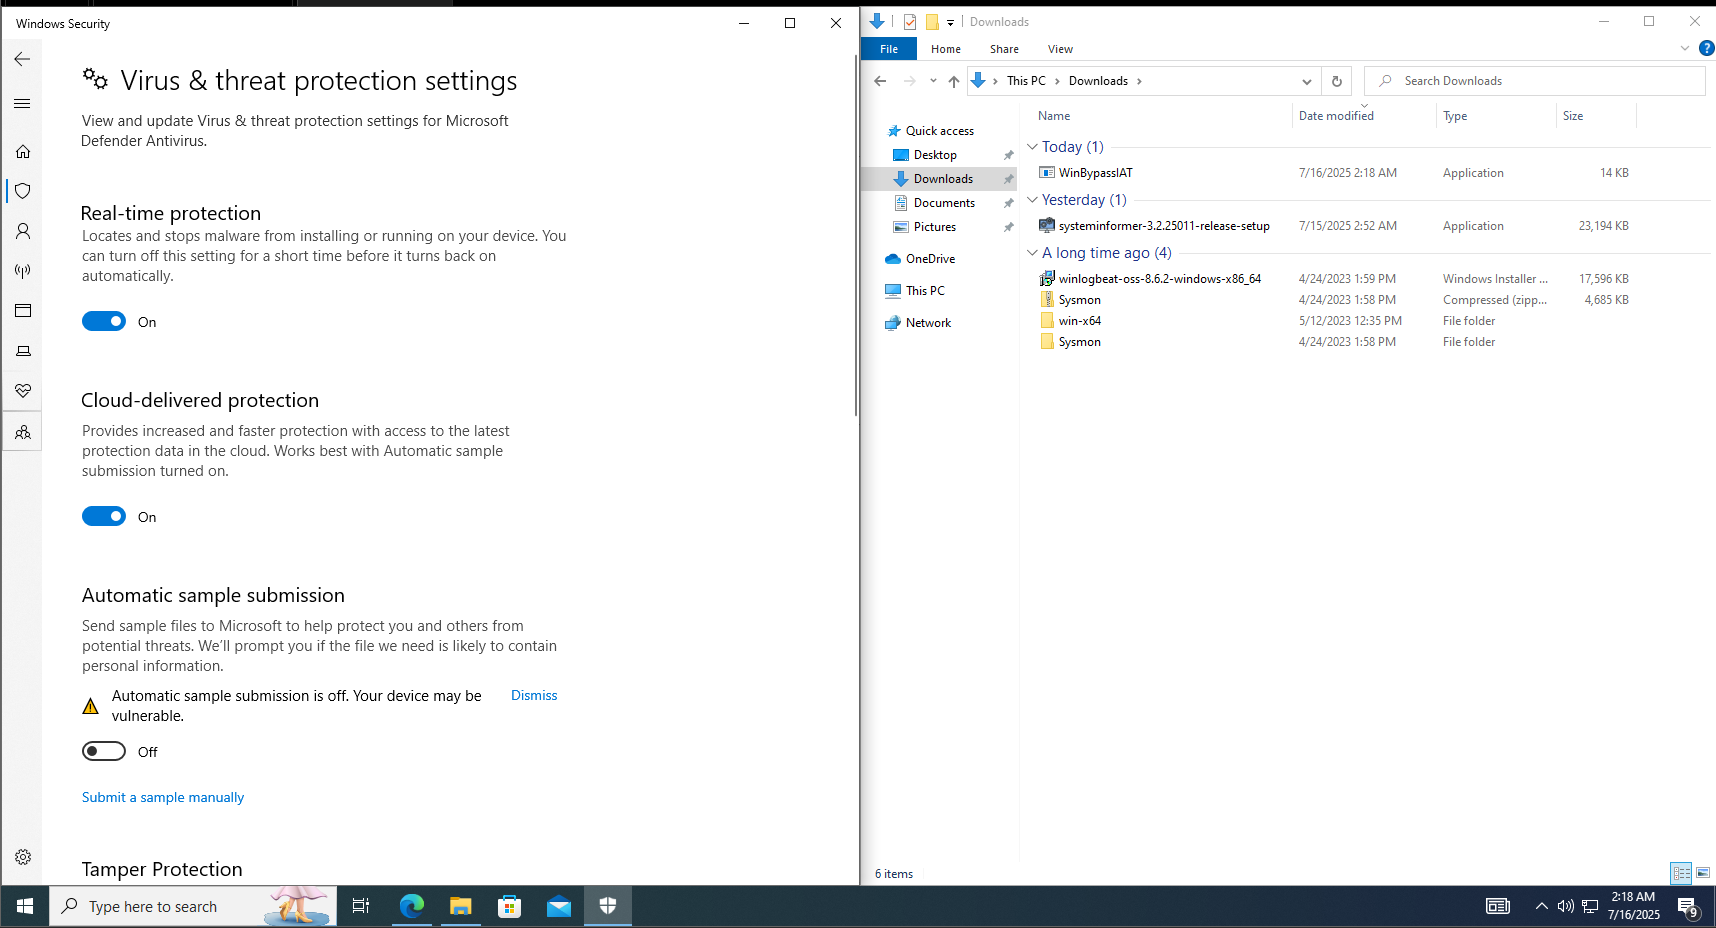 Windows Security
Virus & threat protection settings
View and update Virus & threat protection settings for Microsoft
Defender Antivirus.
Real-time protection
Locates and stops malware from installing or running on your device. You
can turn off this setting for a short time before it turns back on
automatically.
On
Cloud-delivered protection
Provides increased and faster protection with access to the latest
protection data in the cloud. Works best with Automatic sample
submission turned on.
On
Automatic sample submission
Send sample files to Microsoft to help protect you and others from
potential threats. We'll prompt you if the file we need is likely to contain
personal information.
Automatic sample submission is off. Your device may be
vulnerable.
Dismiss
Off
Submit a sample manually
Tamper Protection
Downloads
File Home Share View
?
This PC Downloads
Search Downloads
Quick access
Desktop
Downloads
Documents
Pictures
OneDrive
This PC
Network
Name Date modified Type Size
Today (1)
WinBypassIAT 7/16/2025 2:18 AM Application 14 KB
Yesterday (1)
systeminformer-3.2.25011-release-setup 7/15/2025 2:52 AM Application 23,194 KB
A long time ago (4)
winlogbeat-oss-8.6.2-windows-x86_64 4/24/2023 1:59 PM Windows Installer ... 17,596 KB
Sysmon 4/24/2023 1:58 PM Compressed (zipp... 4,685 KB
win-x64 5/12/2023 12:35 PM File folder
Sysmon 4/24/2023 1:58 PM File folder
6 items
Type here to search
2:18 AM
7/16/2025
9